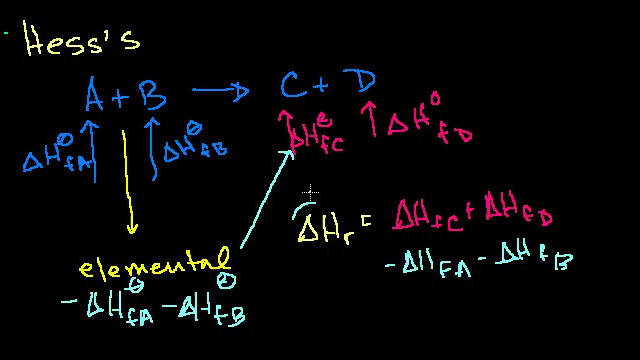 Hess's
A + B → C + D
ΔH°fA ΔH°fB ΔH°fC ΔH°fD
ΔHr = ΔHfC + ΔHfD
- ΔHfA - ΔHfB
elemental
- ΔH°fA - ΔH°fB